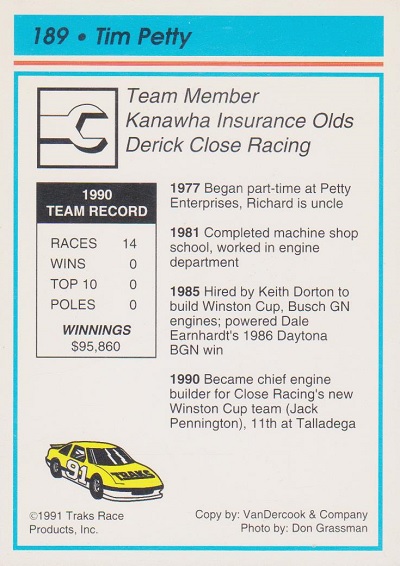 189 • Tim Petty
Team Member
Kanawha Insurance Olds
Derick Close Racing
1990
TEAM RECORD
RACES 14
WINS 0
TOP 10 0
POLES 0
WINNINGS
$95,860
1977 Began part-time at Petty
Enterprises, Richard is uncle
1981 Completed machine shop
school, worked in engine
department
1985 Hired by Keith Dorton to
build Winston Cup, Busch GN
engines; powered Dale
Earnhardt's 1986 Daytona
BGN win
1990 Became chief engine
builder for Close Racing's new
Winston Cup team (Jack
Pennington), 11th at Talladega
91
TRAKS
©1991 Traks Race
Products, Inc.
Copy by: VanDercook & Company
Photo by: Don Grassman